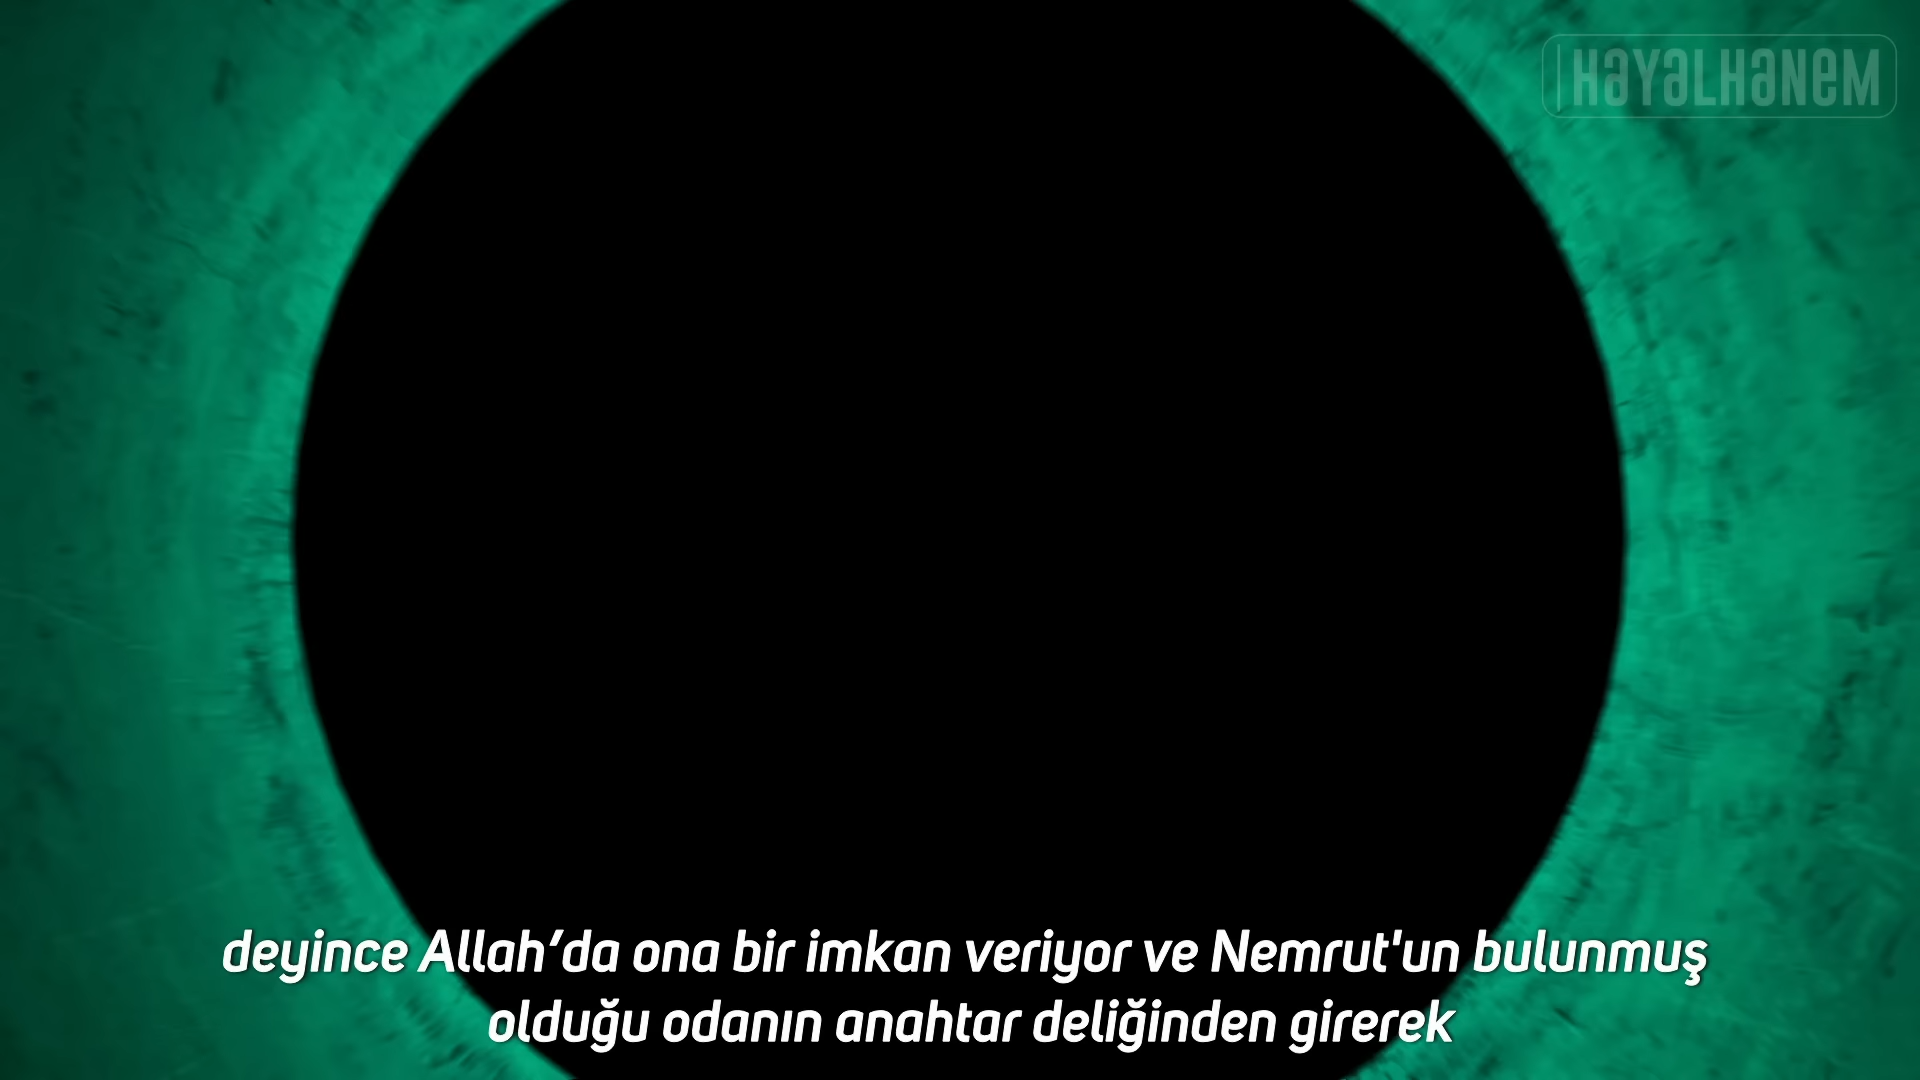 HAYALHANEM
deyince Allah’da ona bir imkan veriyor ve Nemrut'un bulunmuş
olduğu odanın anahtar deliğinden girerek